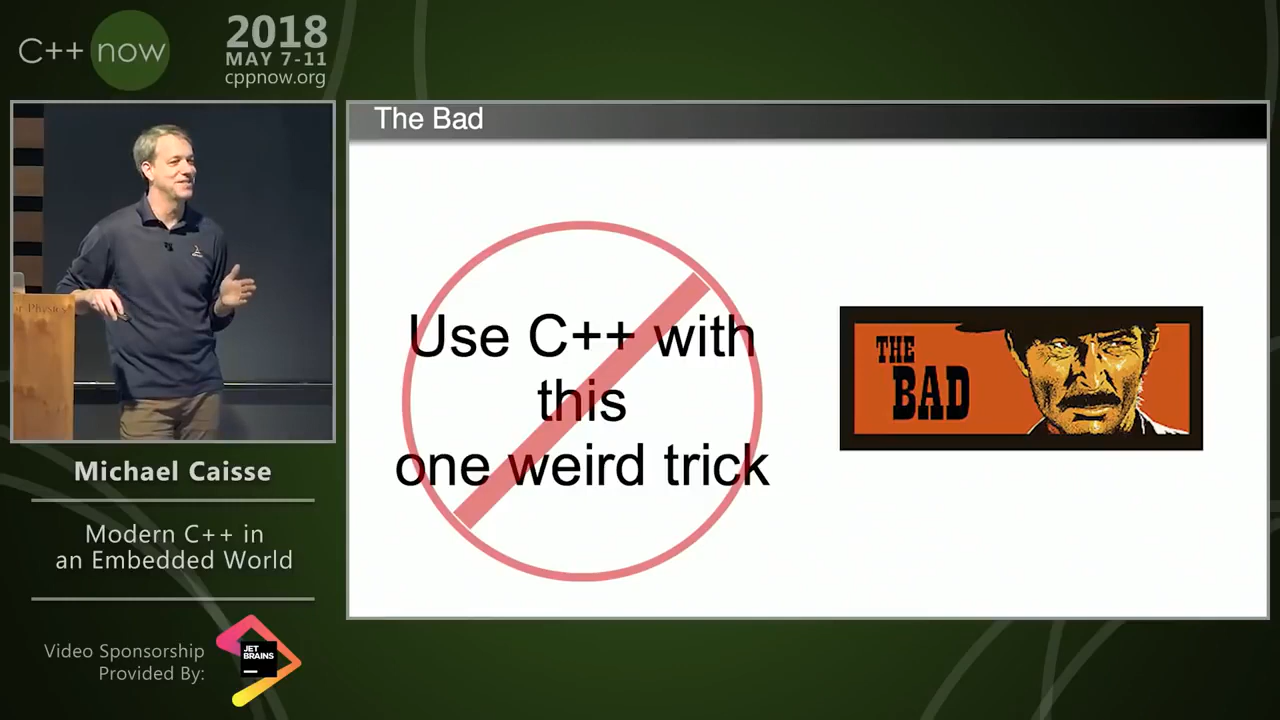 C++ now
2018
MAY 7-11
cppnow.org
The Bad
Use C++ with
this
one weird trick
THE
BAD
Michael Caisse
Modern C++ in
an Embedded World
Video Sponsorship
Provided By:
JET
BRAINS